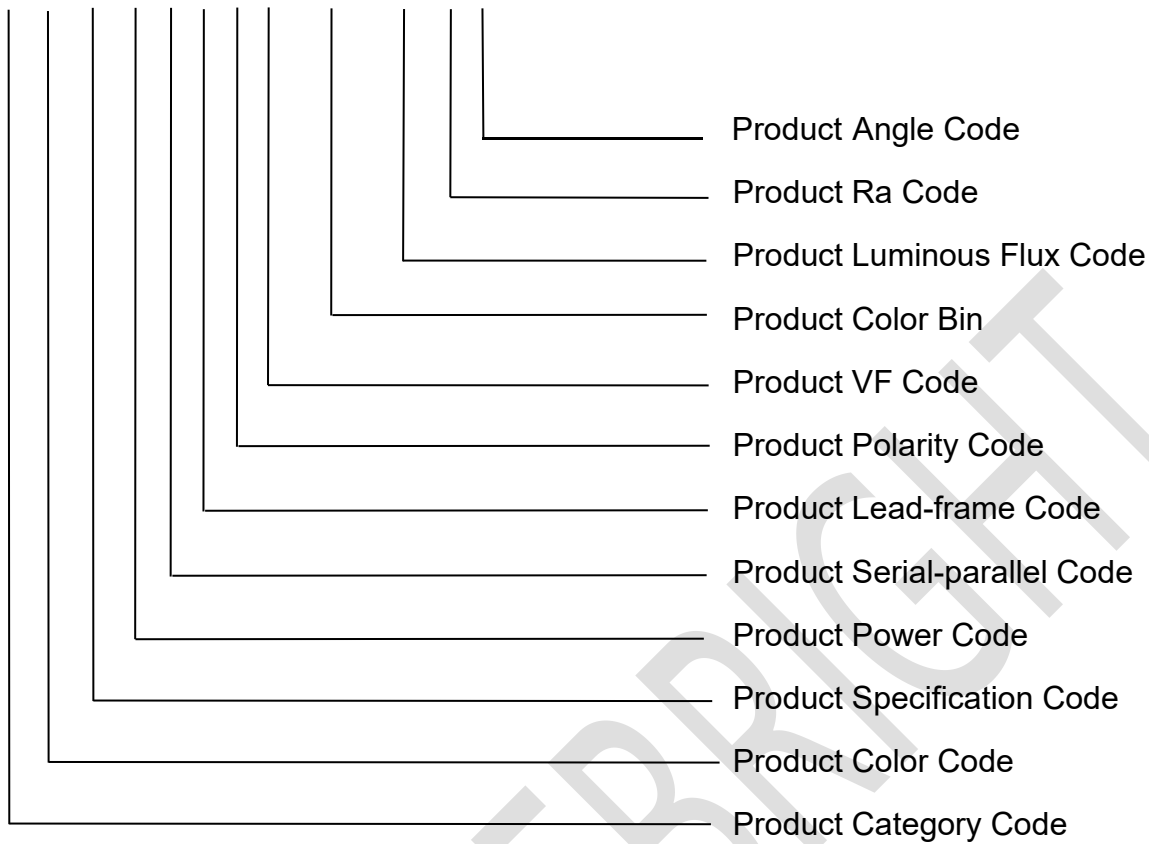 Product Angle Code
Product Ra Code
Product Luminous Flux Code
Product Color Bin
Product VF Code
Product Polarity Code
Product Lead-frame Code
Product Serial-parallel Code
Product Power Code
Product Specification Code
Product Color Code
Product Category Code